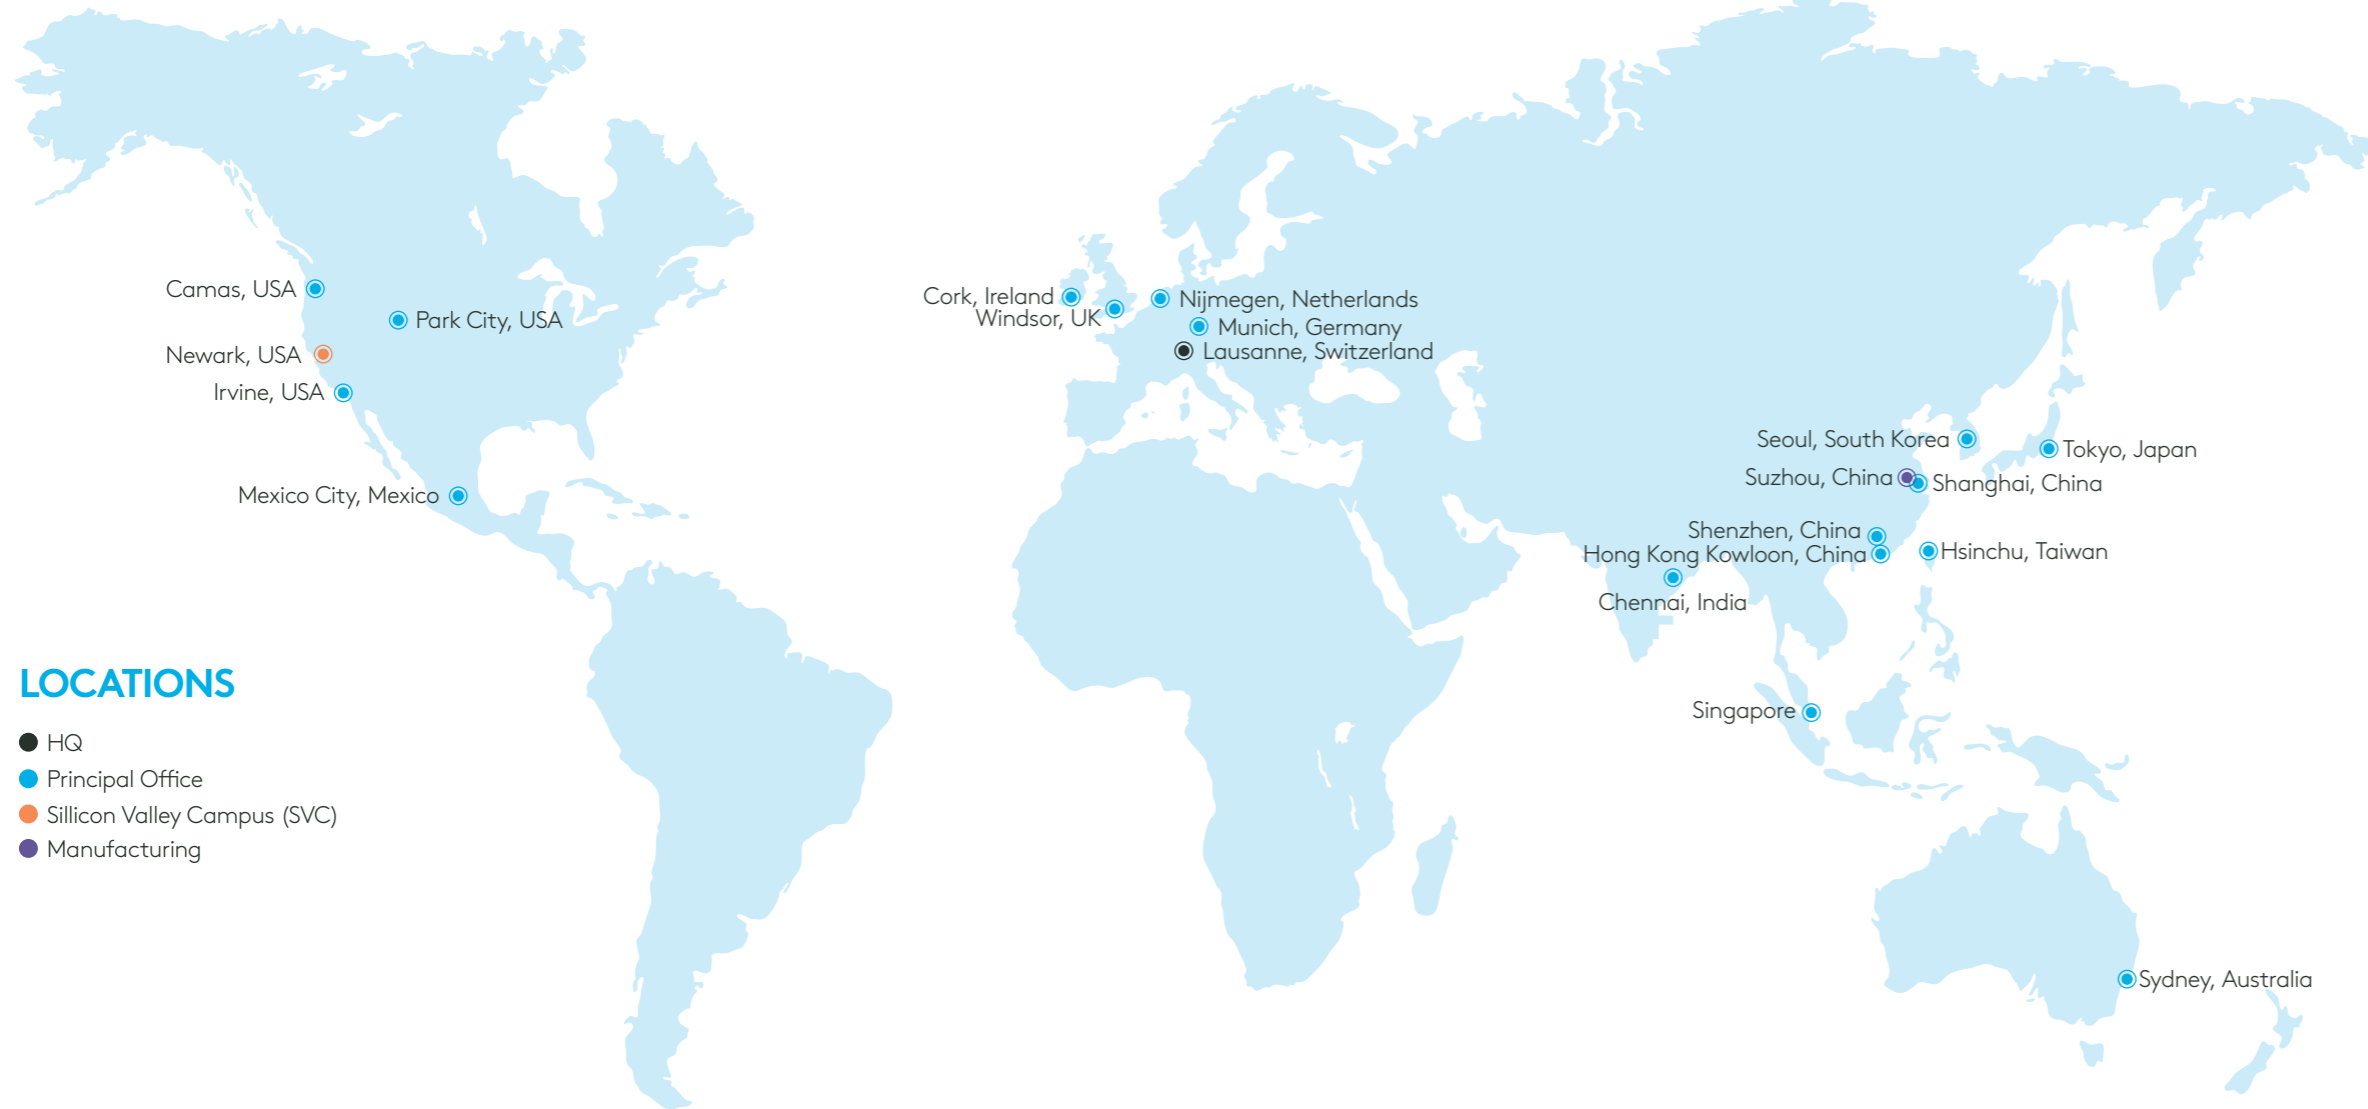 Camas, USA
Park City, USA
Newark, USA
Irvine, USA
Mexico City, Mexico
Cork, Ireland
Windsor, UK
Nijmegen, Netherlands
Munich, Germany
Lausanne, Switzerland
Seoul, South Korea
Tokyo, Japan
Suzhou, China
Shanghai, China
Shenzhen, China
Hong Kong Kowloon, China
Hsinchu, Taiwan
Chennai, India
Singapore
Sydney, Australia
LOCATIONS
HQ
Principal Office
Sillicon Valley Campus (SVC)
Manufacturing